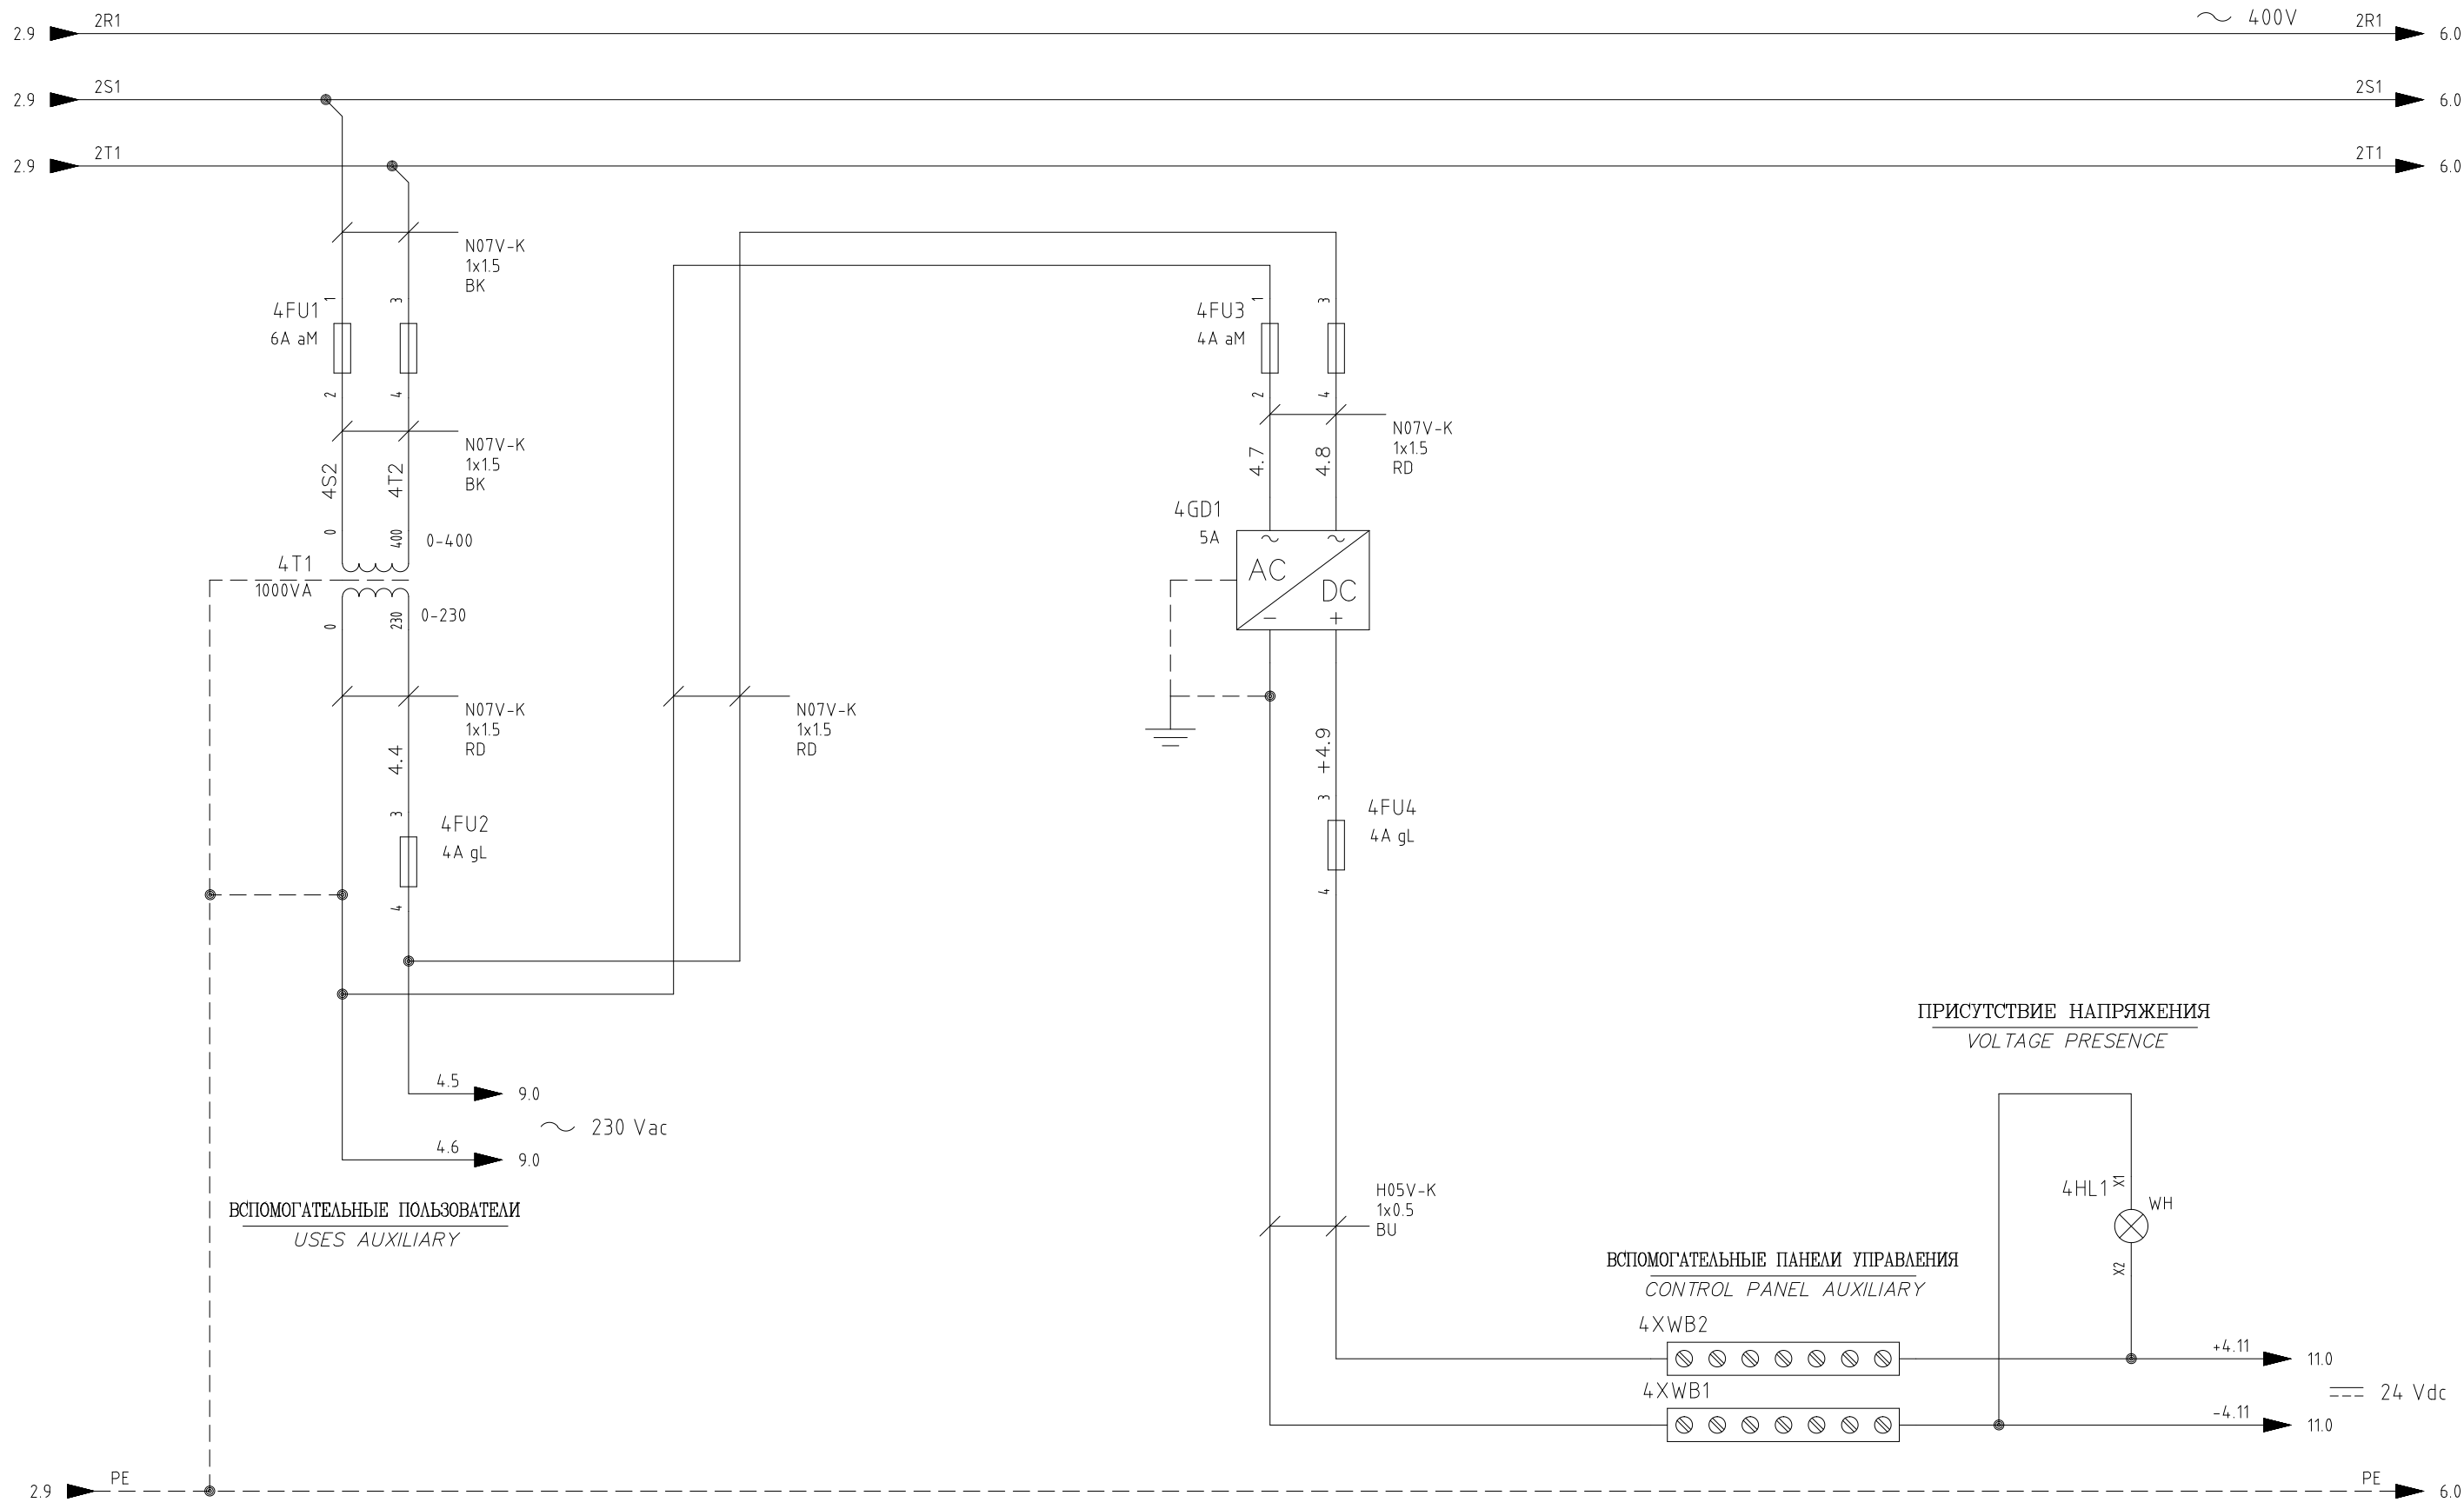 2R1
~ 400V
2R1
2.9
6.0
2S1
2S1
2.9
6.0
2T1
2T1
2.9
6.0
N07V-K
1x1.5
BK
4FU1
1
3
6A aM
2
4
N07V-K
1x1.5
BK
4S2
4T2
0
400
0-400
4T1
1000VA
0
230
0-230
N07V-K
1x1.5
RD
4.4
3
4FU2
4A gL
4
N07V-K
1x1.5
RD
4FU3
1
3
4A aM
2
4
N07V-K
1x1.5
RD
4.7
4.8
4GD1
5A
~
~
AC
DC
−
+
+4.9
3
4FU4
4A gL
4
4.5
9.0
~ 230 Vac
4.6
9.0
ВСПОМОГАТЕЛЬНЫЕ ПОЛЬЗОВАТЕЛИ
USES AUXILIARY
H05V-K
1x0.5
BU
ПРИСУТСТВИЕ НАПРЯЖЕНИЯ
VOLTAGE PRESENCE
4HL1
X1
WH
X2
ВСПОМОГАТЕЛЬНЫЕ ПАНЕЛИ УПРАВЛЕНИЯ
CONTROL PANEL AUXILIARY
4XWB2
+4.11
11.0
4XWB1
24 Vdc
-4.11
11.0
PE
PE
2.9
6.0